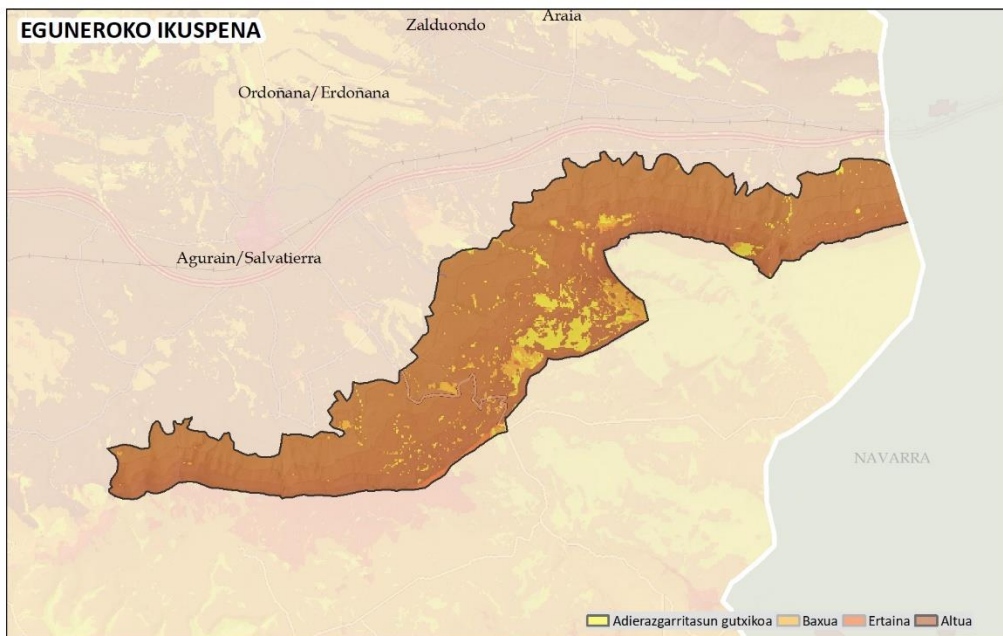 EGUNEROKO IKUSPENA
Zalduondo
Araia
Ordoñana/Erdoñana
Agurain/Salvatierra
NAVARRA
Adierazgarritasun gutxikoa
Baxua
Ertaina
Altua